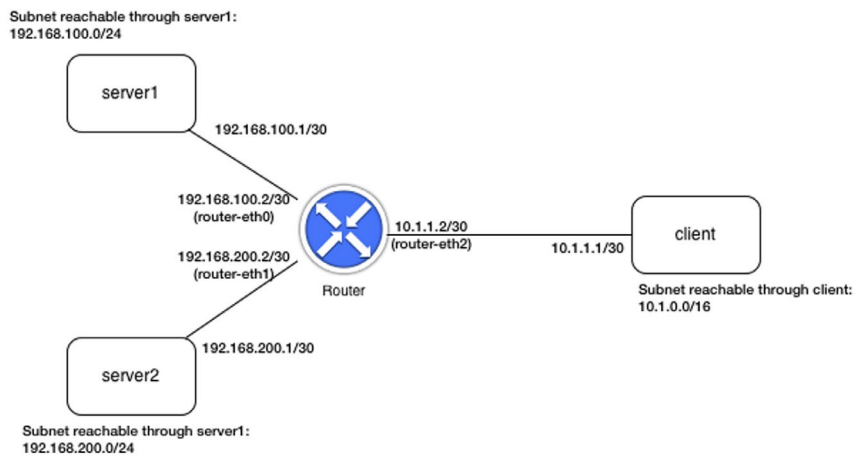 Subnet reachable through server1:
192.168.100.0/24
server1
192.168.100.1/30
192.168.100.2/30
(router-eth0)
10.1.1.2/30
(router-eth2)
10.1.1.1/30
client
192.168.200.2/30
(router-eth1)
Router
Subnet reachable through client:
10.1.0.0/16
192.168.200.1/30
server2
Subnet reachable through server1:
192.168.200.0/24